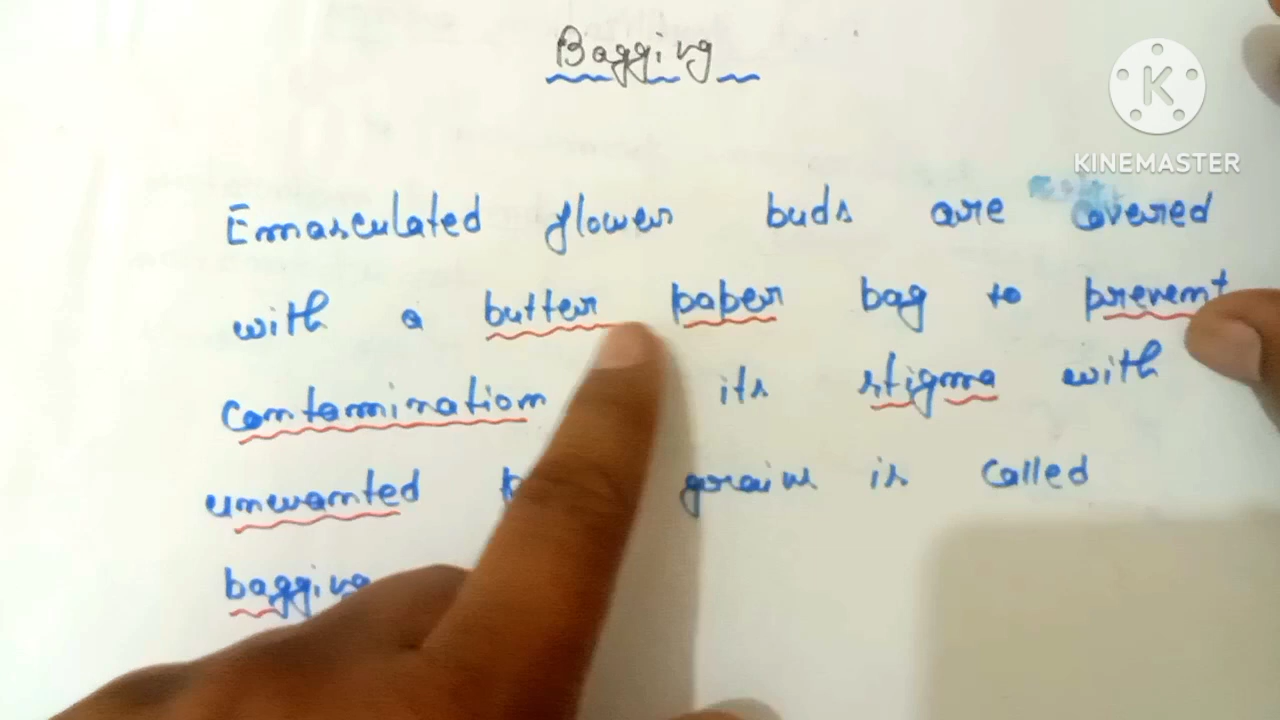 Bagging
KINEMASTER
Emasculated flower buds are covered
with a butter paper bag to prevent
contamination its stigma with
unwanted grains is called
bagging